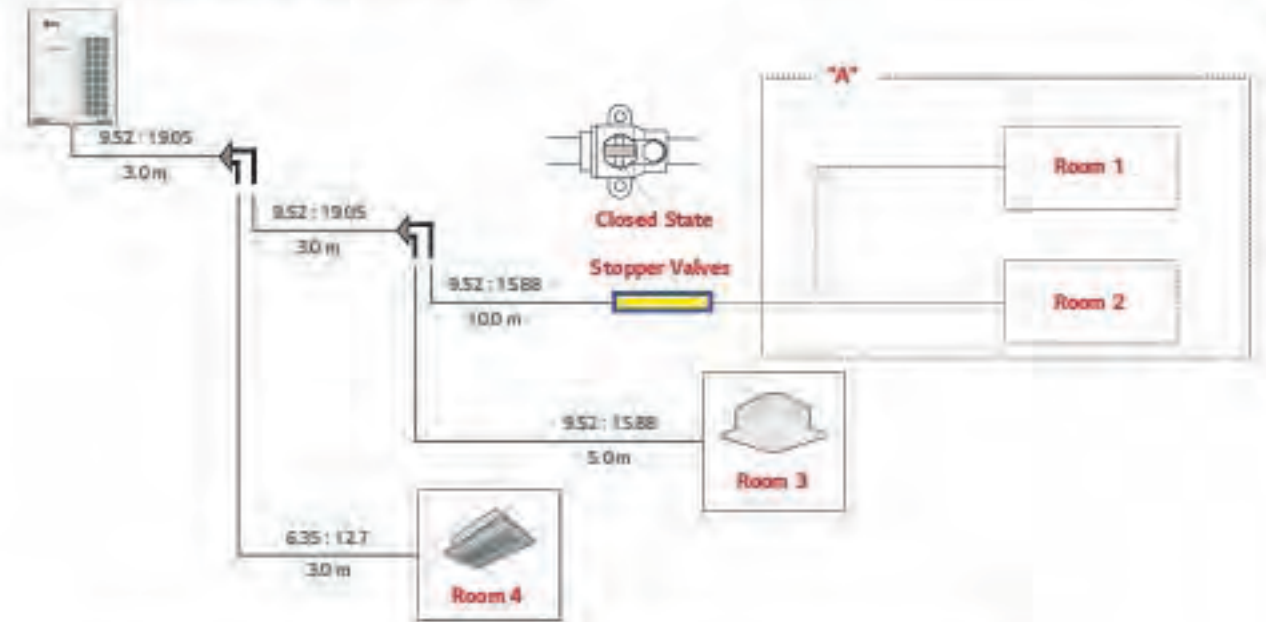 "A"
9.52 : 19.05
3.0 m
Room 1
9.52 : 19.05
3.0 m
Closed State
Stopper Valves
9.52 : 15.88
10.0 m
Room 2
9.52 : 15.88
5.0 m
Room 3
6.35 : 12.7
3.0 m
Room 4